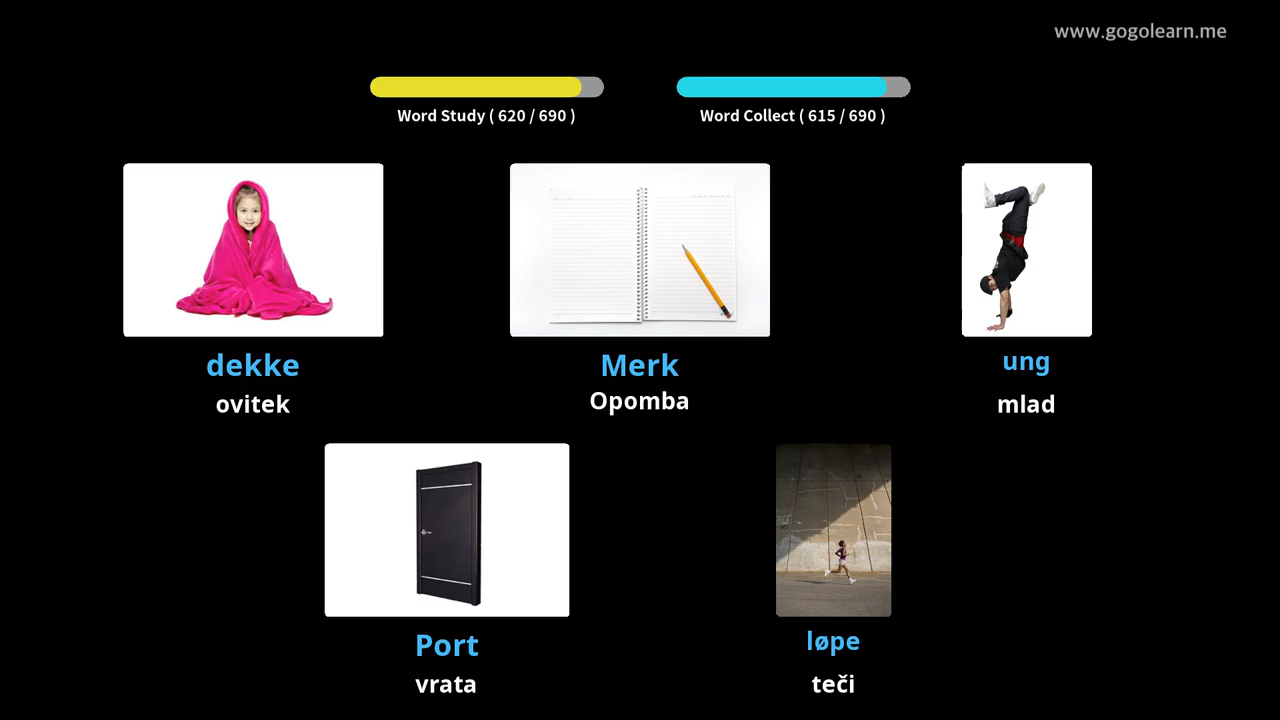 www.gogolearn.me
Word Study ( 620 / 690 )
Word Collect ( 615 / 690 )
dekke
ovitek
Merk
Opomba
ung
mlad
Port
vrata
løpe
teči